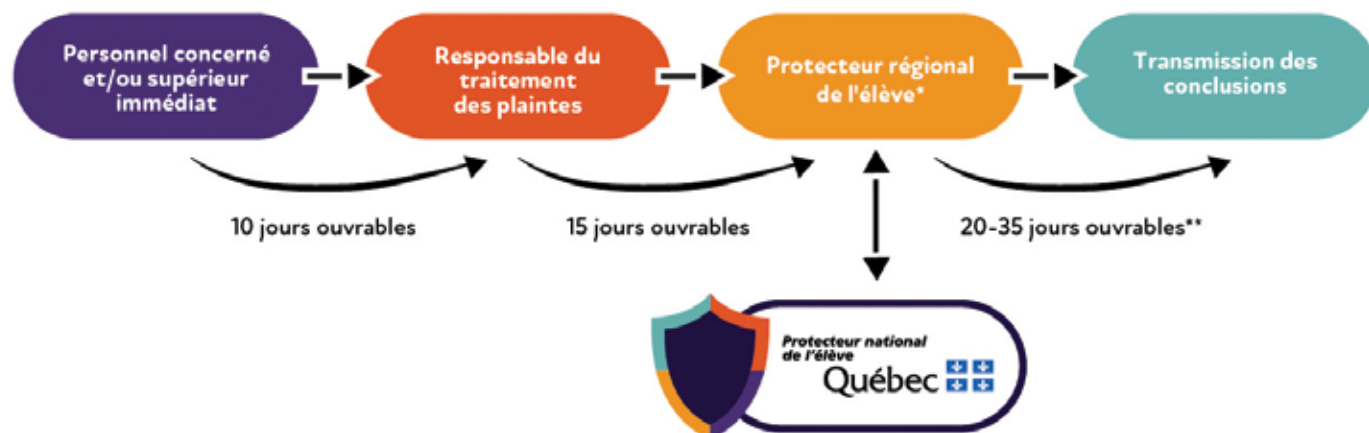 Personnel concerné
et/ou supérieur
immédiat
Responsable du
traitement
des plaintes
Protecteur régional
de l'élève*
Transmission des
conclusions
10 jours ouvrables
15 jours ouvrables
20-35 jours ouvrables**
Protecteur national
de l'élève
Québec